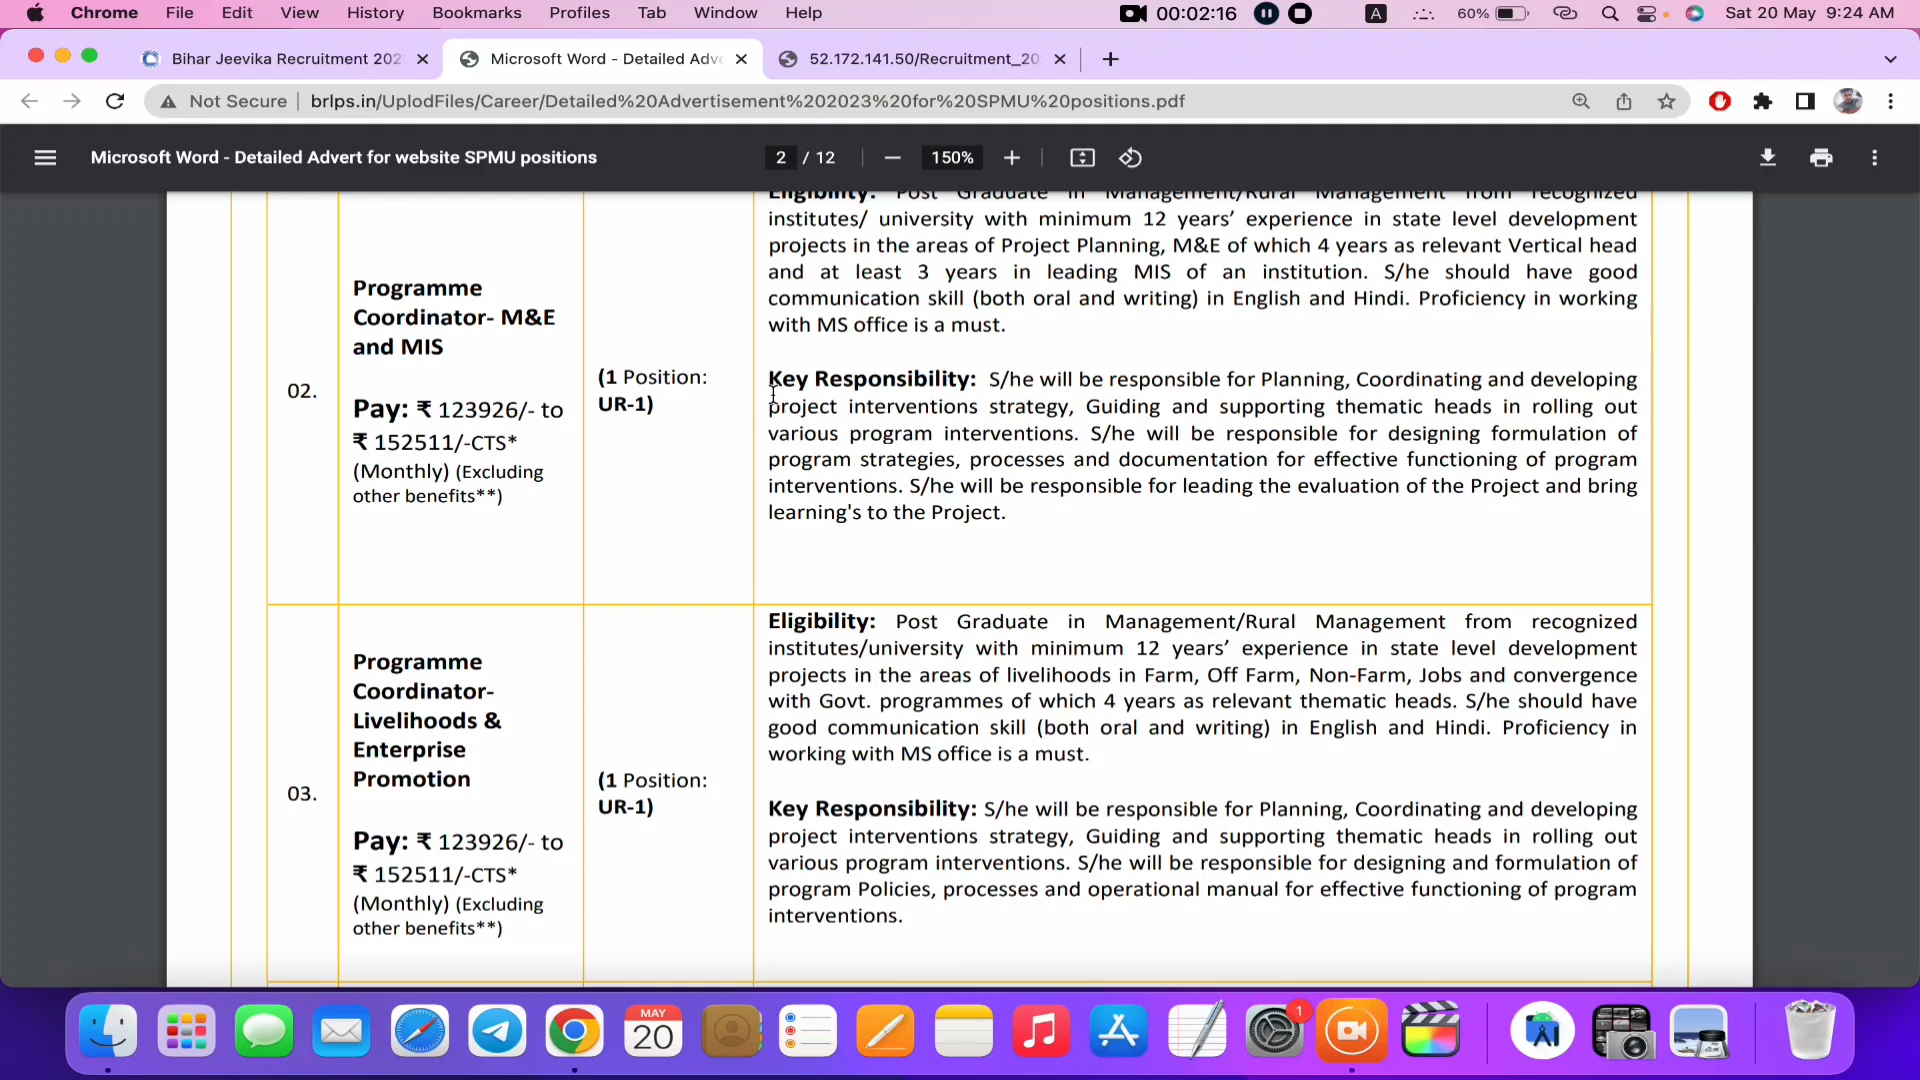 Chrome File Edit View History Bookmarks Profiles Tab Window Help 00:02:16 A 60% Sat 20 May 9:24 AM
Bihar Jeevika Recruitment 202 Microsoft Word - Detailed Adve 52.172.141.50/Recruitment_20
Not Secure brlps.in/UplodFiles/Career/Detailed%20Advertisement%202023%20for%20SPMU%20positions.pdf
Microsoft Word - Detailed Advert for website SPMU positions 2 / 12 150%
02.
Programme
Coordinator- M&E
and MIS
Pay: ₹ 123926/- to
₹ 152511/-CTS*
(Monthly) (Excluding
other benefits**)
(1 Position:
UR-1)
Eligibility: Post Graduate in Management/Rural Management from recognized
institutes/ university with minimum 12 years’ experience in state level development
projects in the areas of Project Planning, M&E of which 4 years as relevant Vertical head
and at least 3 years in leading MIS of an institution. S/he should have good
communication skill (both oral and writing) in English and Hindi. Proficiency in working
with MS office is a must.
Key Responsibility: S/he will be responsible for Planning, Coordinating and developing
project interventions strategy, Guiding and supporting thematic heads in rolling out
various program interventions. S/he will be responsible for designing formulation of
program strategies, processes and documentation for effective functioning of program
interventions. S/he will be responsible for leading the evaluation of the Project and bring
learning's to the Project.
03.
Programme
Coordinator-
Livelihoods &
Enterprise
Promotion
Pay: ₹ 123926/- to
₹ 152511/-CTS*
(Monthly) (Excluding
other benefits**)
(1 Position:
UR-1)
Eligibility: Post Graduate in Management/Rural Management from recognized
institutes/university with minimum 12 years’ experience in state level development
projects in the areas of livelihoods in Farm, Off Farm, Non-Farm, Jobs and convergence
with Govt. programmes of which 4 years as relevant thematic heads. S/he should have
good communication skill (both oral and writing) in English and Hindi. Proficiency in
working with MS office is a must.
Key Responsibility: S/he will be responsible for Planning, Coordinating and developing
project interventions strategy, Guiding and supporting thematic heads in rolling out
various program interventions. S/he will be responsible for designing and formulation of
program Policies, processes and operational manual for effective functioning of program
interventions.
MAY
20
1